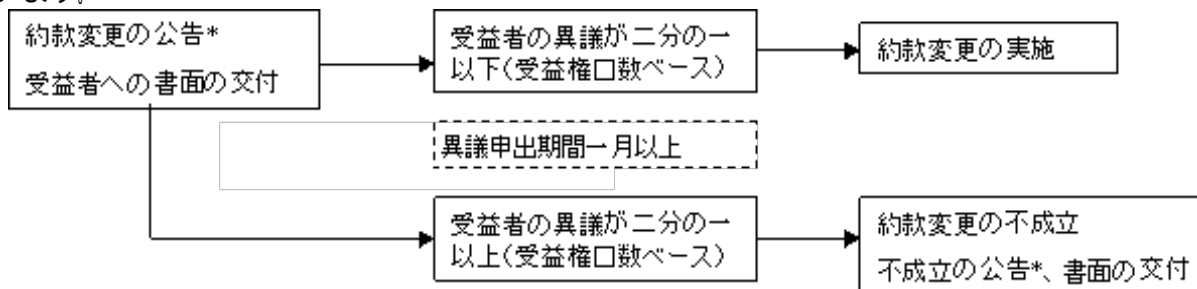 約款変更の公告*
受益者への書面の交付
受益者の異議が二分の一
以下(受益権口数ベース)
約款変更の実施
異議申出期間一月以上
受益者の異議が二分の一
以上(受益権口数ベース)
約款変更の不成立
不成立の公告*、書面の交付